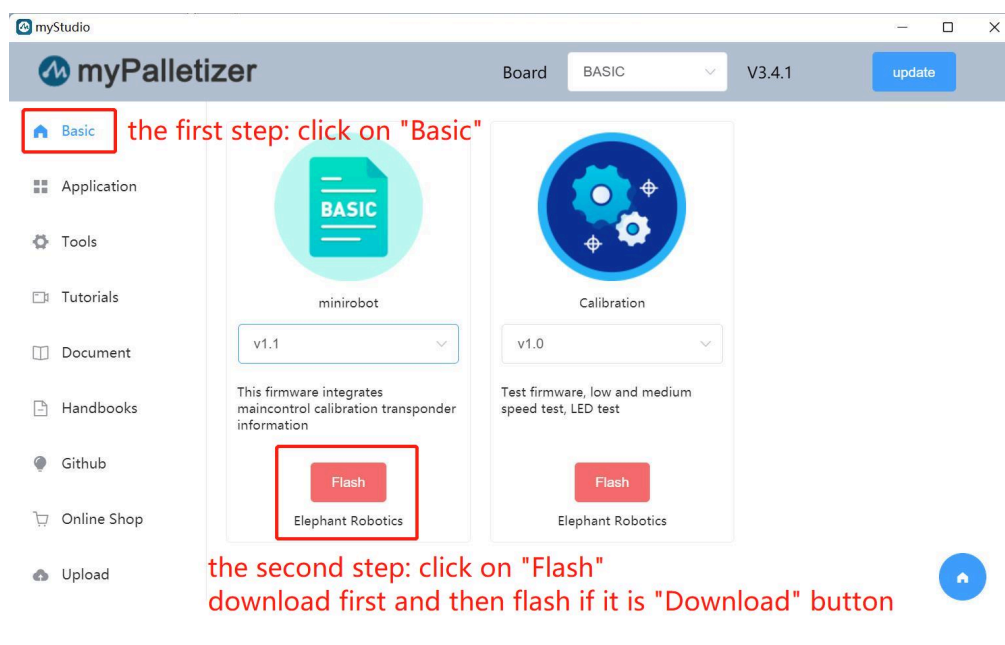 myStudio
myPalletizer
Board
BASIC
V3.4.1
update
Basic
the first step: click on "Basic"
Application
Tools
Tutorials
Document
Handbooks
Github
Online Shop
Upload
BASIC
minirobot
v1.1
This firmware integrates
maincontrol calibration transponder
information
Flash
Elephant Robotics
Calibration
v1.0
Test firmware, low and medium
speed test, LED test
Flash
Elephant Robotics
the second step: click on "Flash"
download first and then flash if it is "Download" button